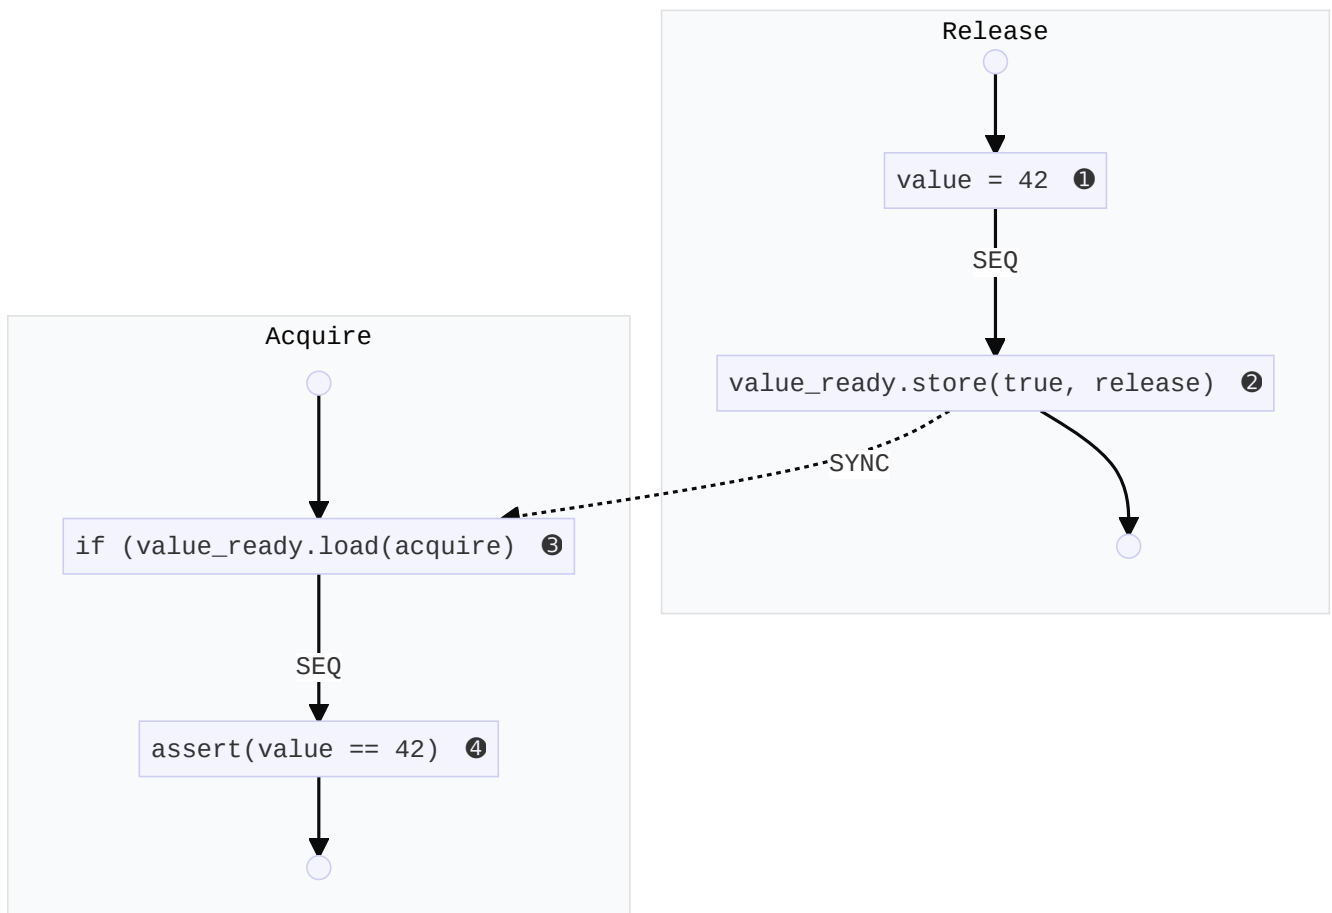 Release
value = 42 ❶
SEQ
value_ready.store(true, release) ❷
SYNC
Acquire
if (value_ready.load(acquire) ❸
SEQ
assert(value == 42) ❹